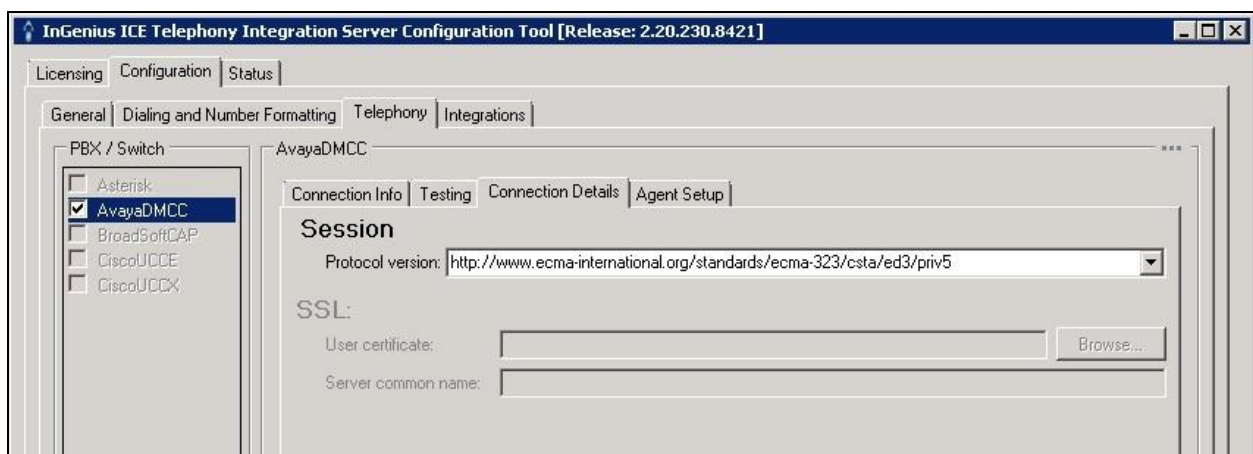 InGenius ICE Telephony Integration Server Configuration Tool [Release: 2.20.230.8421]
Licensing Configuration Status
General Dialing and Number Formatting Telephony Integrations
PBX / Switch
Asterisk
AvayaDMCC
BroadSoftCAP
CiscoUCCE
CiscoUCCX
AvayaDMCC
Connection Info Testing Connection Details Agent Setup
Session
Protocol version: http://www.ecma-international.org/standards/ecma-323/csta/ed3/priv5
SSL:
User certificate: Browse...
Server common name: